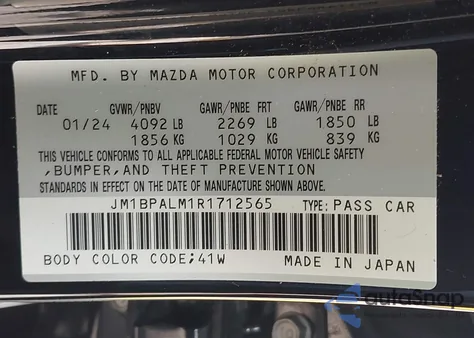 MFD. BY MAZDA MOTOR CORPORATION
DATE GVWR/PNBV GAWR/PNBE FRT GAWR/PNBE RR
01/24 4092 LB 2269 LB 1850 LB
1856 KG 1029 KG 839 KG
THIS VEHICLE CONFORMS TO ALL APPLICABLE FEDERAL MOTOR VEHICLE SAFETY
,BUMPER,AND THEFT PREVENTION
STANDARDS IN EFFECT ON THE DATE OF MANUFACTURE SHOWN ABOVE.
JM1BPALM1R1712565 TYPE: PASS CAR
BODY COLOR CODE;41W MADE IN JAPAN
autoSnap